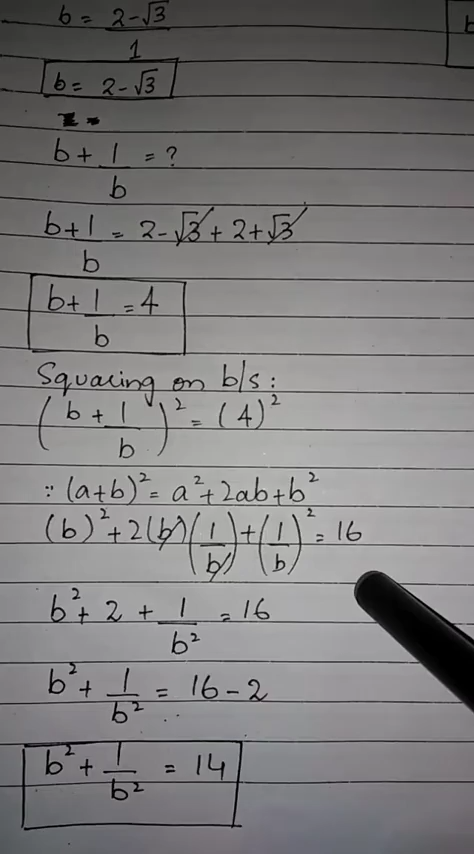 b = 2-√3
1
b = 2-√3
b + 1/b = ?
b + 1/b = 2-√3 + 2+√3
b + 1/b = 4
Squaring on b/s :
(b + 1/b)² = (4)²
∵ (a+b)² = a²+2ab+b²
(b)² + 2(b)(1/b) + (1/b)² = 16
b² + 2 + 1/b² = 16
b² + 1/b² = 16 - 2
b² + 1/b² = 14